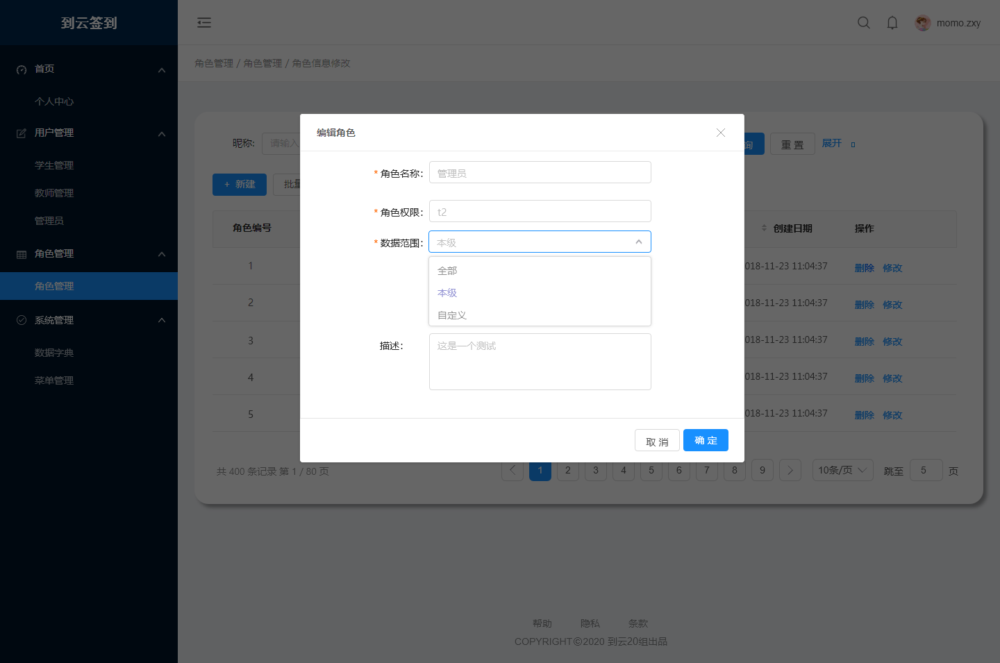 到云签到
momo.zxy
首页
个人中心
用户管理
学生管理
教师管理
管理员
角色管理
角色管理
系统管理
数据字典
菜单管理
角色管理 / 角色管理 / 角色信息修改
昵称:
请输入
询
重 置
展开
+ 新建
批量
角色编号
创建日期
操作
1
018-11-23 11:04:37
删除 修改
2
018-11-23 11:04:37
删除 修改
3
018-11-23 11:04:37
删除 修改
4
018-11-23 11:04:37
删除 修改
5
018-11-23 11:04:37
删除 修改
编辑角色
* 角色名称:
管理员
* 角色权限:
t2
* 数据范围:
本级
全部
本级
自定义
描述:
这是一个测试
取 消
确 定
共 400 条记录 第 1 / 80 页
1 2 3 4 5 6 7 8 9
10条/页
跳至 5 页
帮助 隐私 条款
COPYRIGHT©2020 到云20组出品